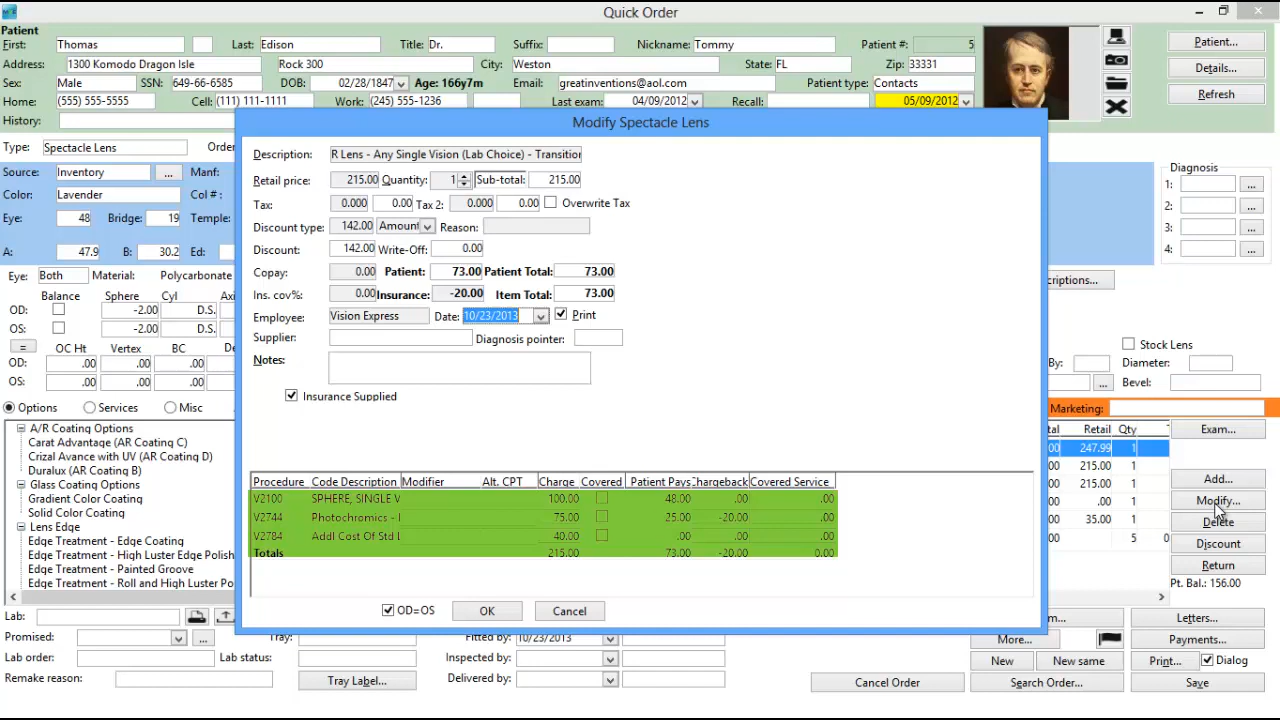 Quick Order
Patient
First: Thomas Last: Edison Title: Dr. Suffix: Nickname: Tommy Patient #: 5 Patient...
Address: 1300 Komodo Dragon Isle Rock 300 City: Weston State: FL Zip: 33331 Details...
Sex: Male SSN: 649-66-6585 DOB: 02/28/1847 Age: 166y7m Email: greatinventions@aol.com Patient type: Contacts
Home: (555) 555-5555 Cell: (111) 111-1111 Work: (245) 555-1236 Last exam: 04/09/2012 Recall: 05/09/2012 Refresh
History:
Modify Spectacle Lens
Type: Spectacle Lens Order
Description: R Lens - Any Single Vision (Lab Choice) - Transition
Source: Inventory ... Manf: Diagnosis
Retail price: 215.00 Quantity: 1 Sub-total: 215.00 1: ...
Color: Lavender Col #:
Tax: 0.000 0.00 Tax 2: 0.000 0.00 Overwrite Tax 2: ...
Eye: 48 Bridge: 19 Temple:
Discount type: 142.00 Amount Reason: 3: ...
Discount: 142.00 Write-Off: 0.00 4: ...
A: 47.9 B: 30.2 Ed:
Copay: 0.00 Patient: 73.00 Patient Total: 73.00
Eye: Both Material: Polycarbonate criptions...
Ins. cov% 0.00 Insurance: -20.00 Item Total: 73.00
Balance Sphere Cyl Axi
OD: -2.00 D.S.
Employee: Vision Express Date: 10/23/2013 Print
OS: -2.00 D.S.
Supplier: Diagnosis pointer:
= OC Ht Vertex BC De Stock Lens
Notes:
OD: .00 .00 .00 By: Diameter:
OS: .00 .00 .00 ... Bevel:
Insurance Supplied
Options Services Misc Marketing:
A/R Coating Options tal Retail Qty Exam...
Carat Advantage (AR Coating C) 00 247.99 1
Crizal Avance with UV (AR Coating D) 00 215.00 1
Duralux (AR Coating B)
Procedure Code Description Modifier Alt. CPT Charge Covered Patient Pays Chargeback Covered Service
Glass Coating Options 00 215.00 1 Add...
Gradient Color Coating V2100 SPHERE, SINGLE V 100.00 48.00 .00 .00 00 .00 1 Modify...
Solid Color Coating V2744 Photochromics - 75.00 25.00 -20.00 .00 00 35.00 1 Delete
Lens Edge
Edge Treatment - Edge Coating V2784 Addl Cost Of Std L 40.00 .00 .00 .00 00 5 0 Discount
Edge Treatment - High Luster Edge Polish Totals 215.00 73.00 -20.00 0.00
Edge Treatment - Painted Groove Return
Edge Treatment - Roll and High Luster Pol Pt. Bal.: 156.00
OD=OS OK Cancel
Lab: m... Letters...
Promised: ... Tray: Fitted by: 10/23/2013 More... Payments...
Lab order: Lab status: Inspected by: New New same Print... Dialog
Remake reason: Tray Label... Delivered by: Cancel Order Search Order... Save